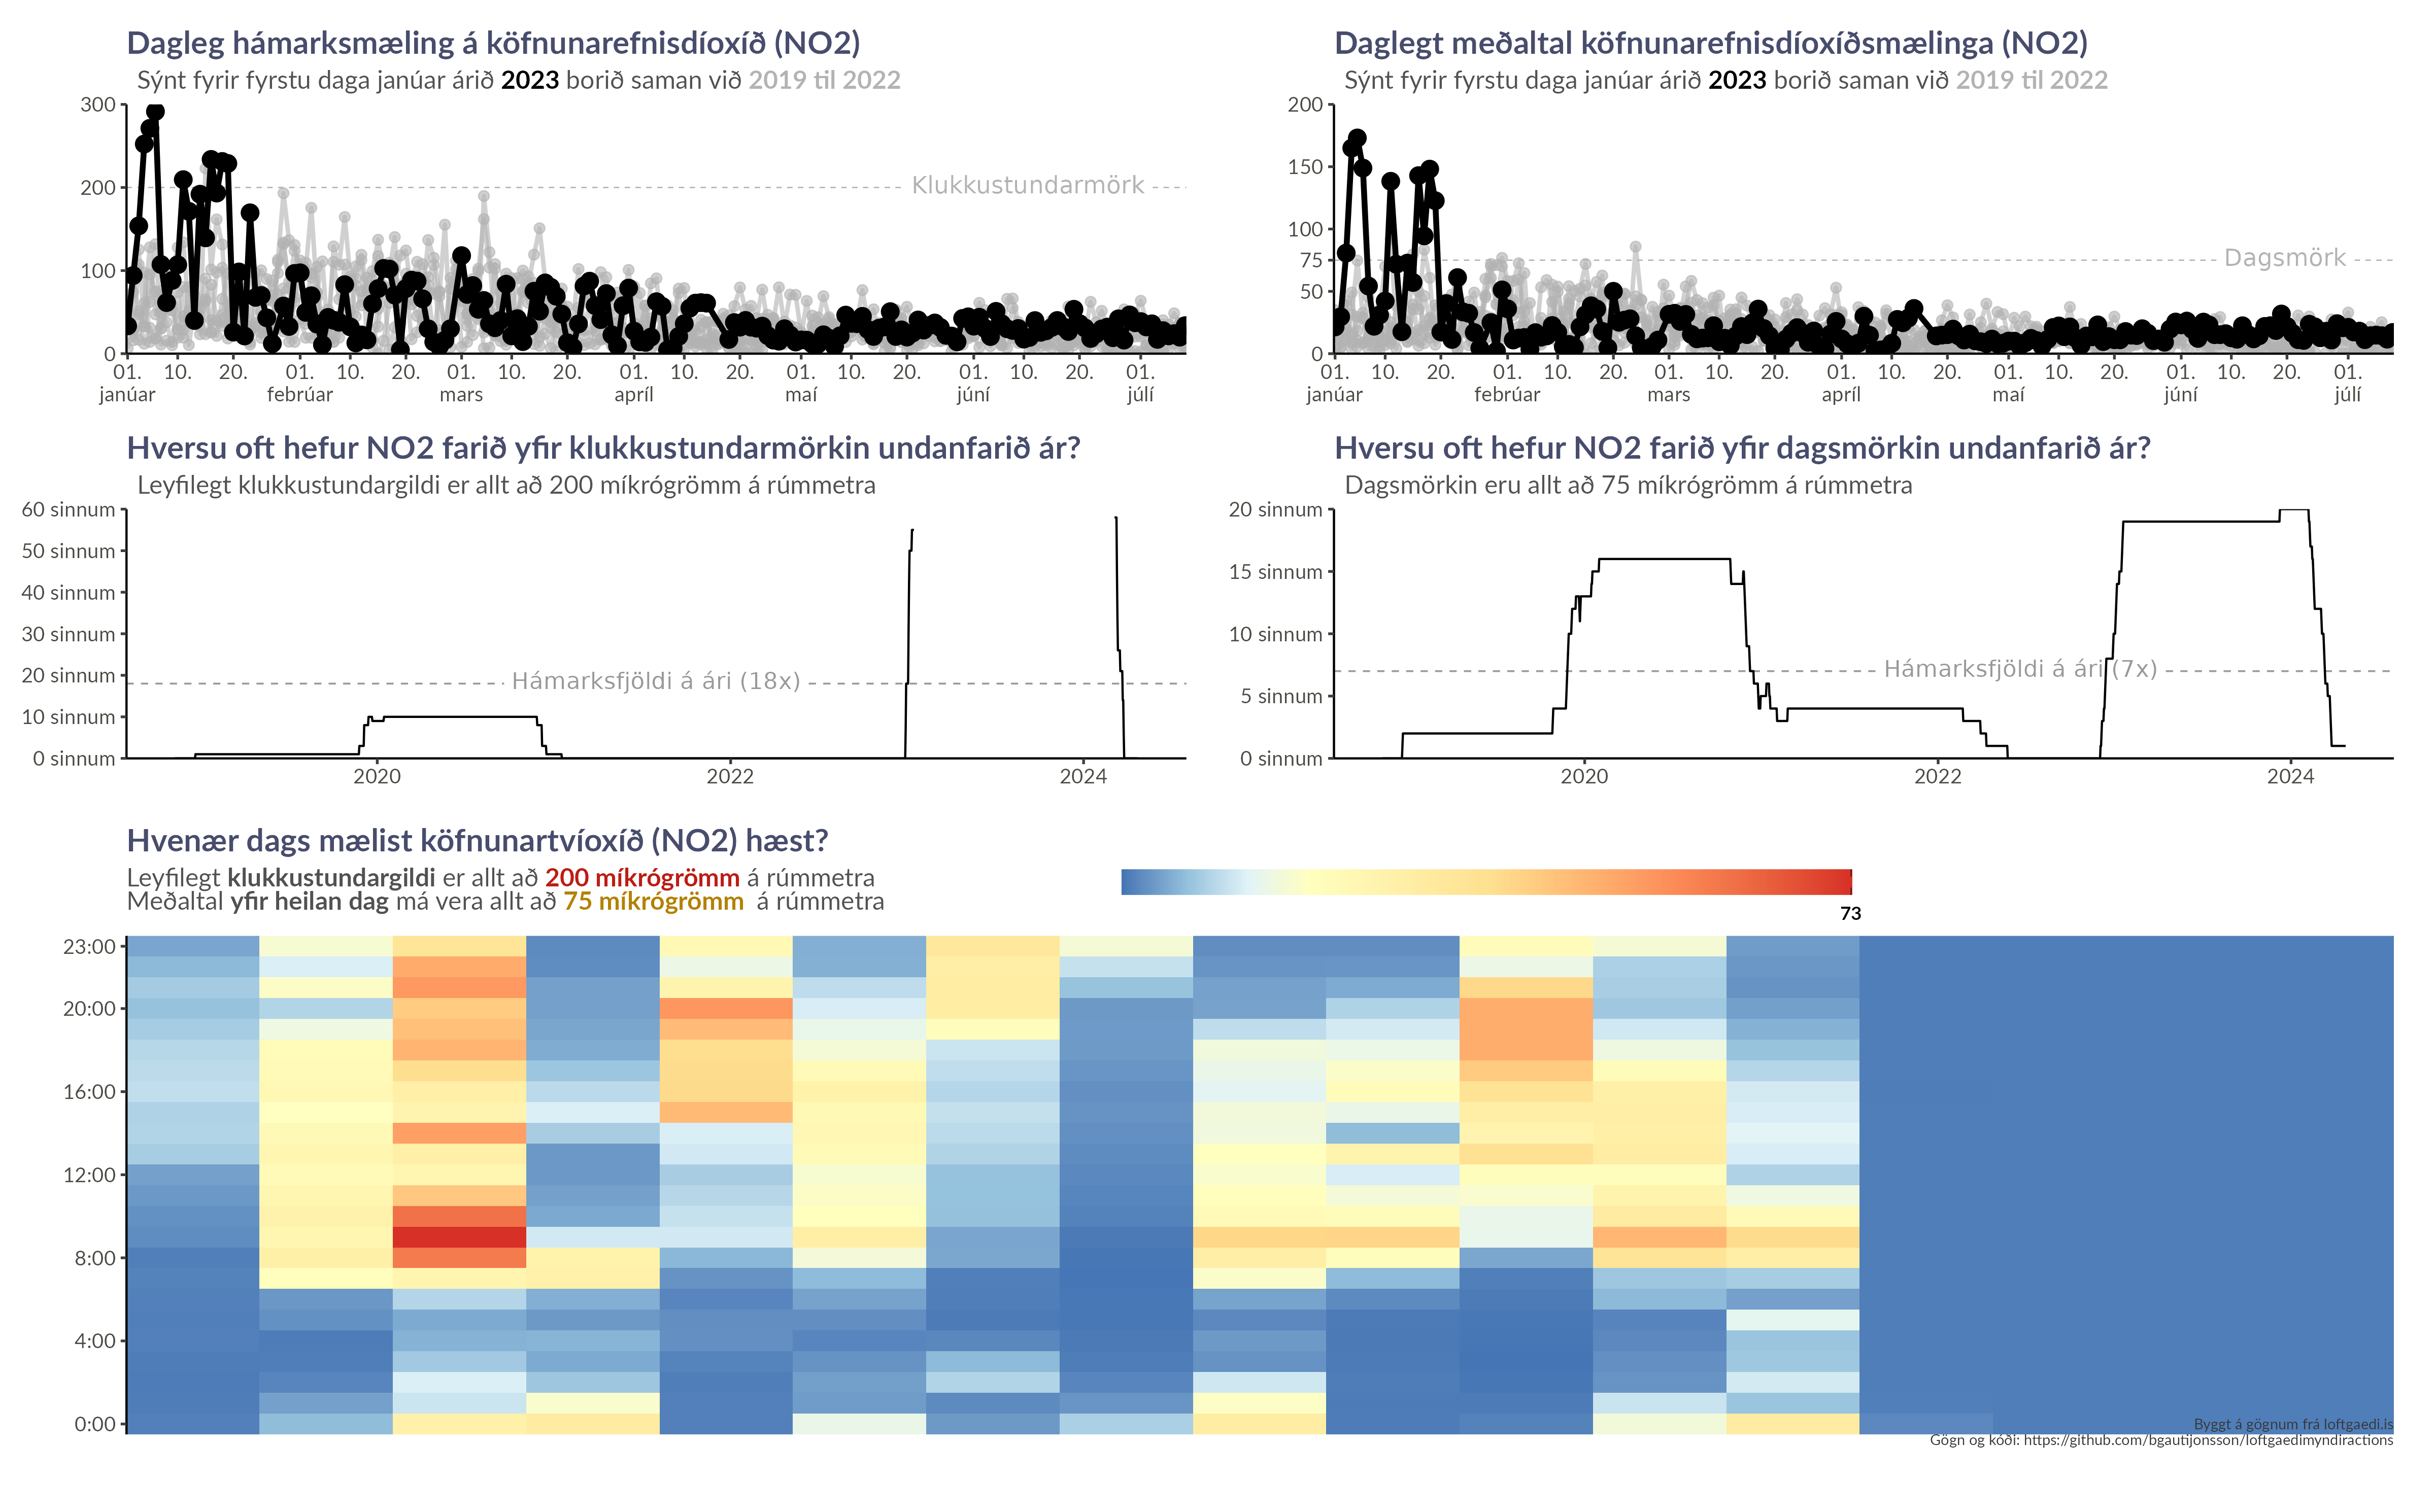 Dagleg hámarksmæling á köfnunarefnisdíoxíð (NO2)
Sýnt fyrir fyrstu daga janúar árið 2023 borið saman við 2019 til 2022
300
200
100
0
Klukkustundarmörk
01. 10. 20. 01. 10. 20. 01. 10. 20. 01. 10. 20. 01. 10. 20. 01. 10. 20. 01.
janúar febrúar mars apríl maí júní júlí
Daglegt meðaltal köfnunarefnisdíoxíðsmælinga (NO2)
Sýnt fyrir fyrstu daga janúar árið 2023 borið saman við 2019 til 2022
200
150
100
75
50
0
Dagsmörk
01. 10. 20. 01. 10. 20. 01. 10. 20. 01. 10. 20. 01. 10. 20. 01. 10. 20. 01.
janúar febrúar mars apríl maí júní júlí
Hversu oft hefur NO2 farið yfir klukkustundarmörkin undanfarið ár?
Leyfilegt klukkustundargildi er allt að 200 míkrógrömm á rúmmetra
60 sinnum
50 sinnum
40 sinnum
30 sinnum
20 sinnum
10 sinnum
0 sinnum
Hámarksfjöldi á ári (18x)
2020 2022 2024
Hversu oft hefur NO2 farið yfir dagsmörkin undanfarið ár?
Dagsmörkin eru allt að 75 míkrógrömm á rúmmetra
20 sinnum
15 sinnum
10 sinnum
5 sinnum
0 sinnum
Hámarksfjöldi á ári (7x)
2020 2022 2024
Hvenær dags mælist köfnunartvíoxíð (NO2) hæst?
Leyfilegt klukkustundargildi er allt að 200 míkrógrömm á rúmmetra
Meðaltal yfir heilan dag má vera allt að 75 míkrógrömm á rúmmetra
73
23:00
20:00
16:00
12:00
8:00
4:00
0:00
Byggt á gögnum frá loftgaedi.is
Gögn og kóði: https://github.com/bgautijonsson/loftgaedimyndiractions